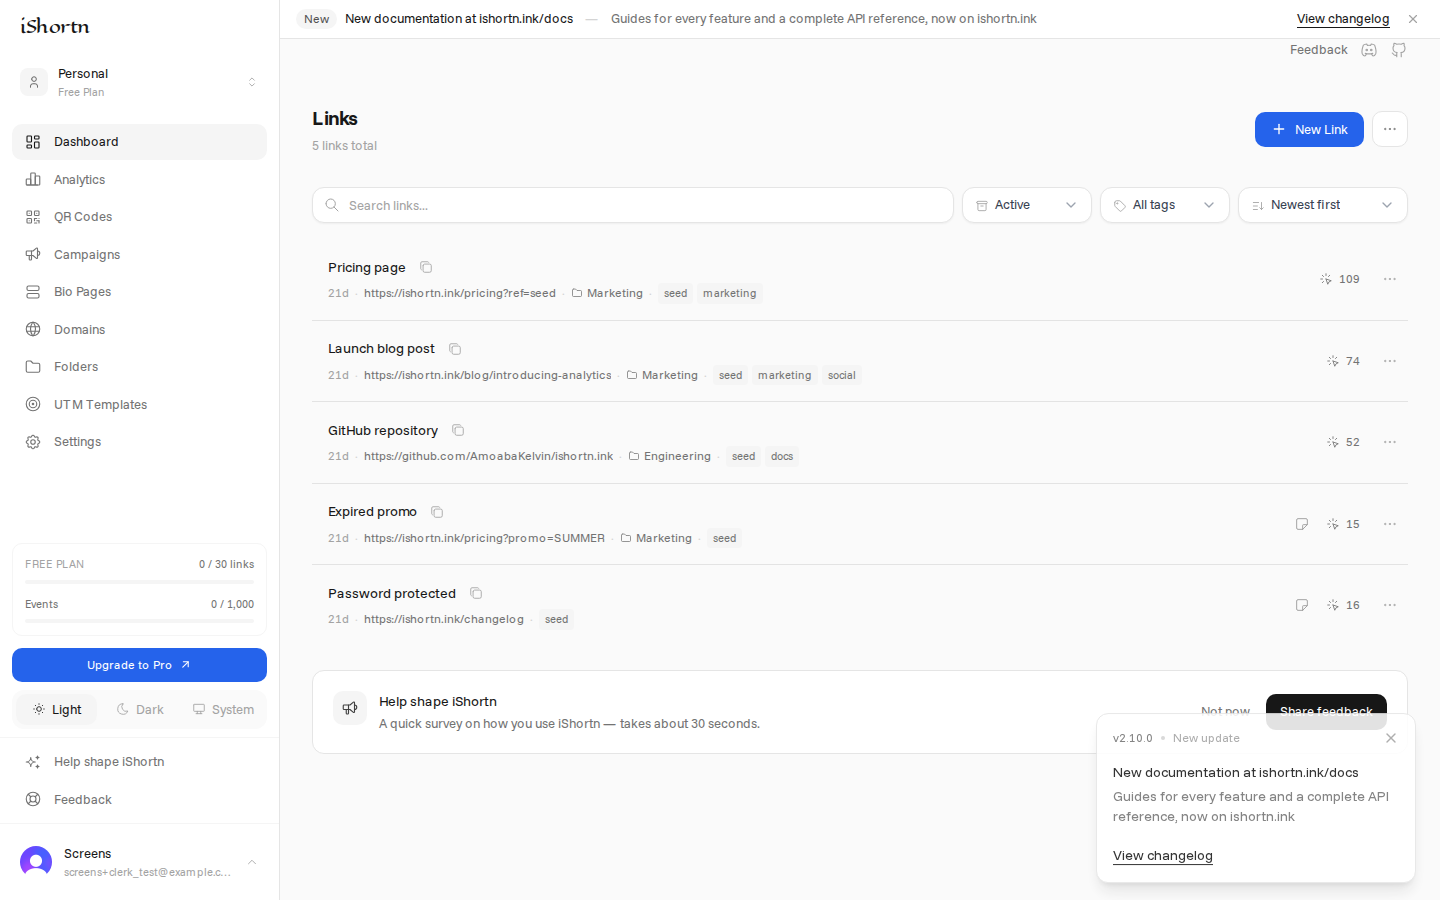 iShortn
Personal
Free Plan
Dashboard
Analytics
QR Codes
Campaigns
Bio Pages
Domains
Folders
UTM Templates
Settings
FREE PLAN 0 / 30 links
Events 0 / 1,000
Upgrade to Pro
Light Dark System
Help shape iShortn
Feedback
Screens
screens+clerk_test@example.c...
New New documentation at ishortn.ink/docs — Guides for every feature and a complete API reference, now on ishortn.ink View changelog
Feedback
Links
5 links total
New Link
Search links...
Active
All tags
Newest first
Pricing page
21d · https://ishortn.ink/pricing?ref=seed · Marketing · seed marketing
109
Launch blog post
21d · https://ishortn.ink/blog/introducing-analytics · Marketing · seed marketing social
74
GitHub repository
21d · https://github.com/AmoabaKelvin/ishortn.ink · Engineering · seed docs
52
Expired promo
21d · https://ishortn.ink/pricing?promo=SUMMER · Marketing · seed
15
Password protected
21d · https://ishortn.ink/changelog · seed
16
Help shape iShortn
A quick survey on how you use iShortn — takes about 30 seconds.
Not now Share feedback
v2.10.0 • New update
New documentation at ishortn.ink/docs
Guides for every feature and a complete API
reference, now on ishortn.ink
View changelog